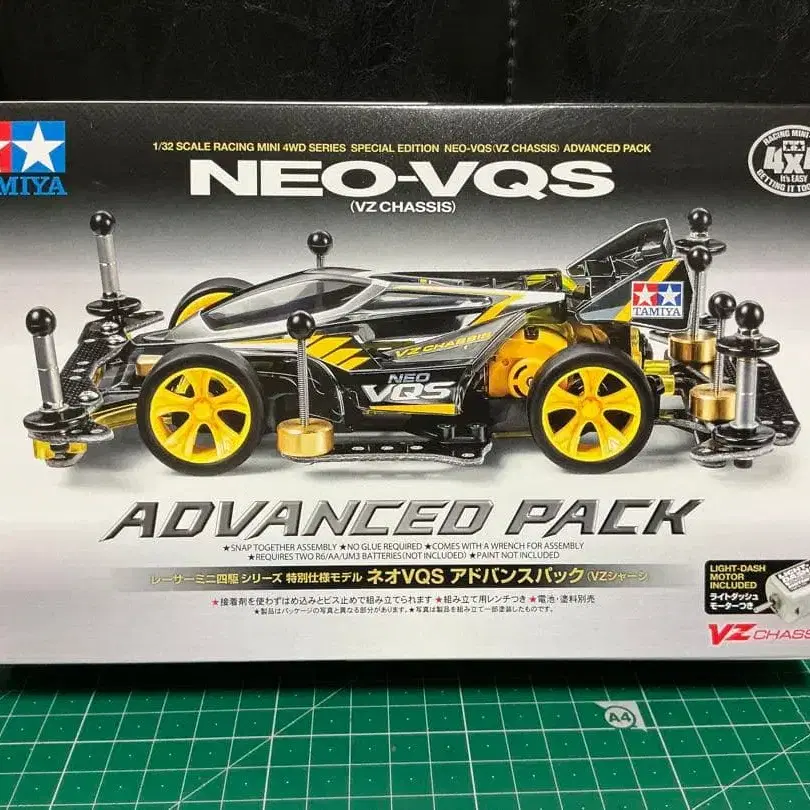 1/32 SCALE RACING MINI 4WD SERIES SPECIAL EDITION NEO-VQS (VZ CHASSIS) ADVANCED PACK
NEO-VQS
(VZ CHASSIS)
AMIYA
RACING MINI
4x4
It's EASY
GETTING IT TOG
TAMIYA
VZ CHASSIS
NEO
VQS
ADVANCED PACK
★SNAP TOGETHER ASSEMBLY ★NO GLUE REQUIRED ★COMES WITH A WRENCH FOR ASSEMBLY
★REQUIRES TWO R6/AA/UM3 BATTERIES (NOT INCLUDED) ★PAINT NOT INCLUDED
レーサーミニ四駆 シリーズ 特別仕様モデル ネオVQS アドバンスパック (VZシャーシ)
★接着剤を使わずはめ込みとビス止めで組み立てられます ★組み立て用レンチつき ★電池・塗料別売
★製品はパッケージの写真と異なる部分があります。★写真は製品を組み立て一部塗装したものです。
LIGHT-DASH
MOTOR
INCLUDED
ライトダッシュ
モーターつき
VZ CHASS
A4